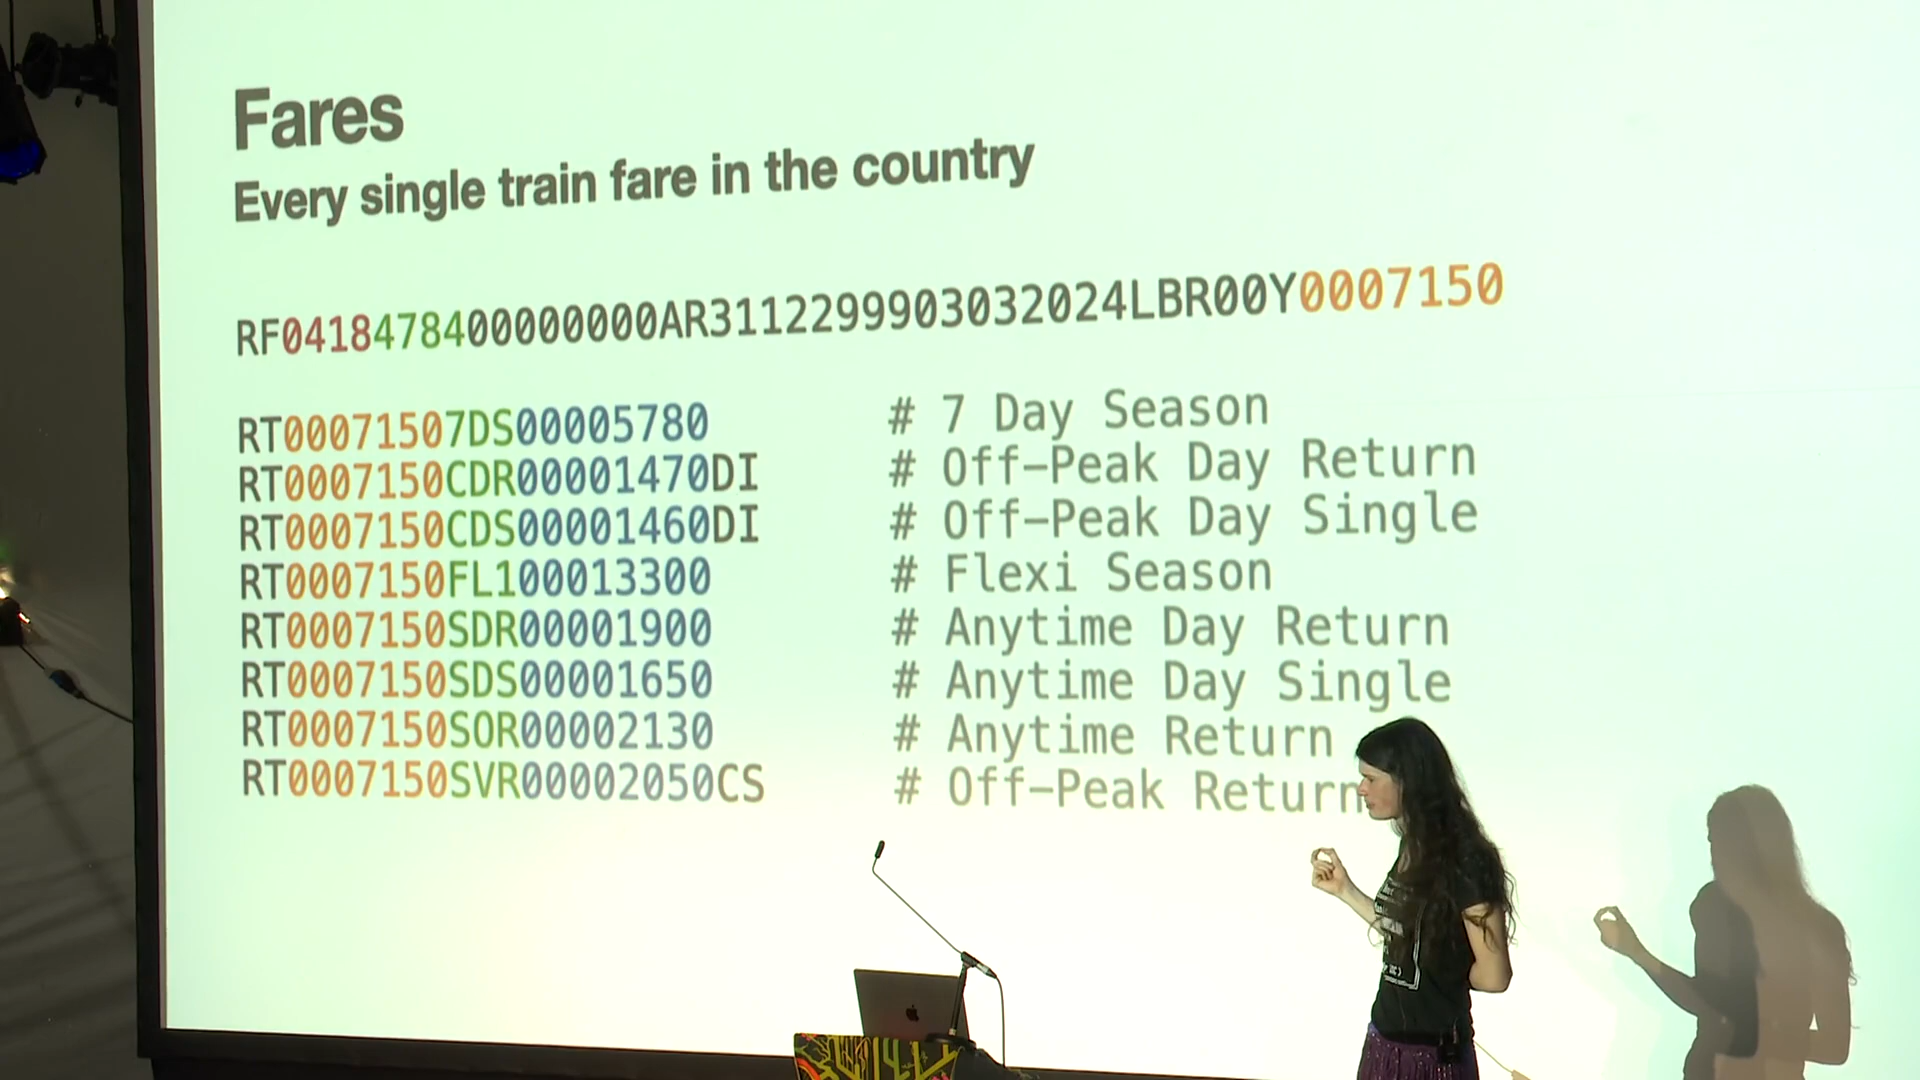 Fares
Every single train fare in the country
RF0418478400000000AR3112299903032024LBR00Y0007150
RT00071507DS00005780 # 7 Day Season
RT0007150CDR00001470DI # Off-Peak Day Return
RT0007150CDS00001460DI # Off-Peak Day Single
RT0007150FL100013300 # Flexi Season
RT0007150SDR00001900 # Anytime Day Return
RT0007150SDS00001650 # Anytime Day Single
RT0007150SOR00002130 # Anytime Return
RT0007150SVR00002050CS # Off-Peak Return